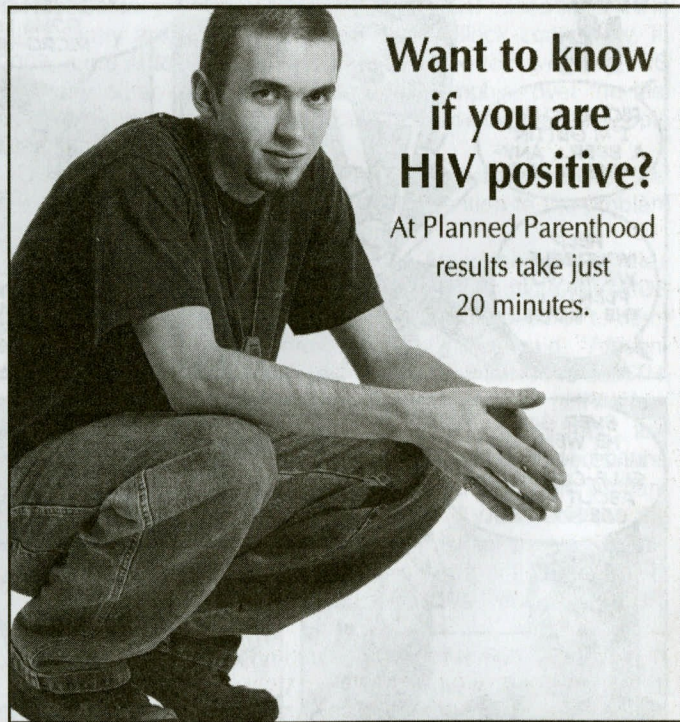 Want to know
if you are
HIV positive?
At Planned Parenthood
results take just
20 minutes.